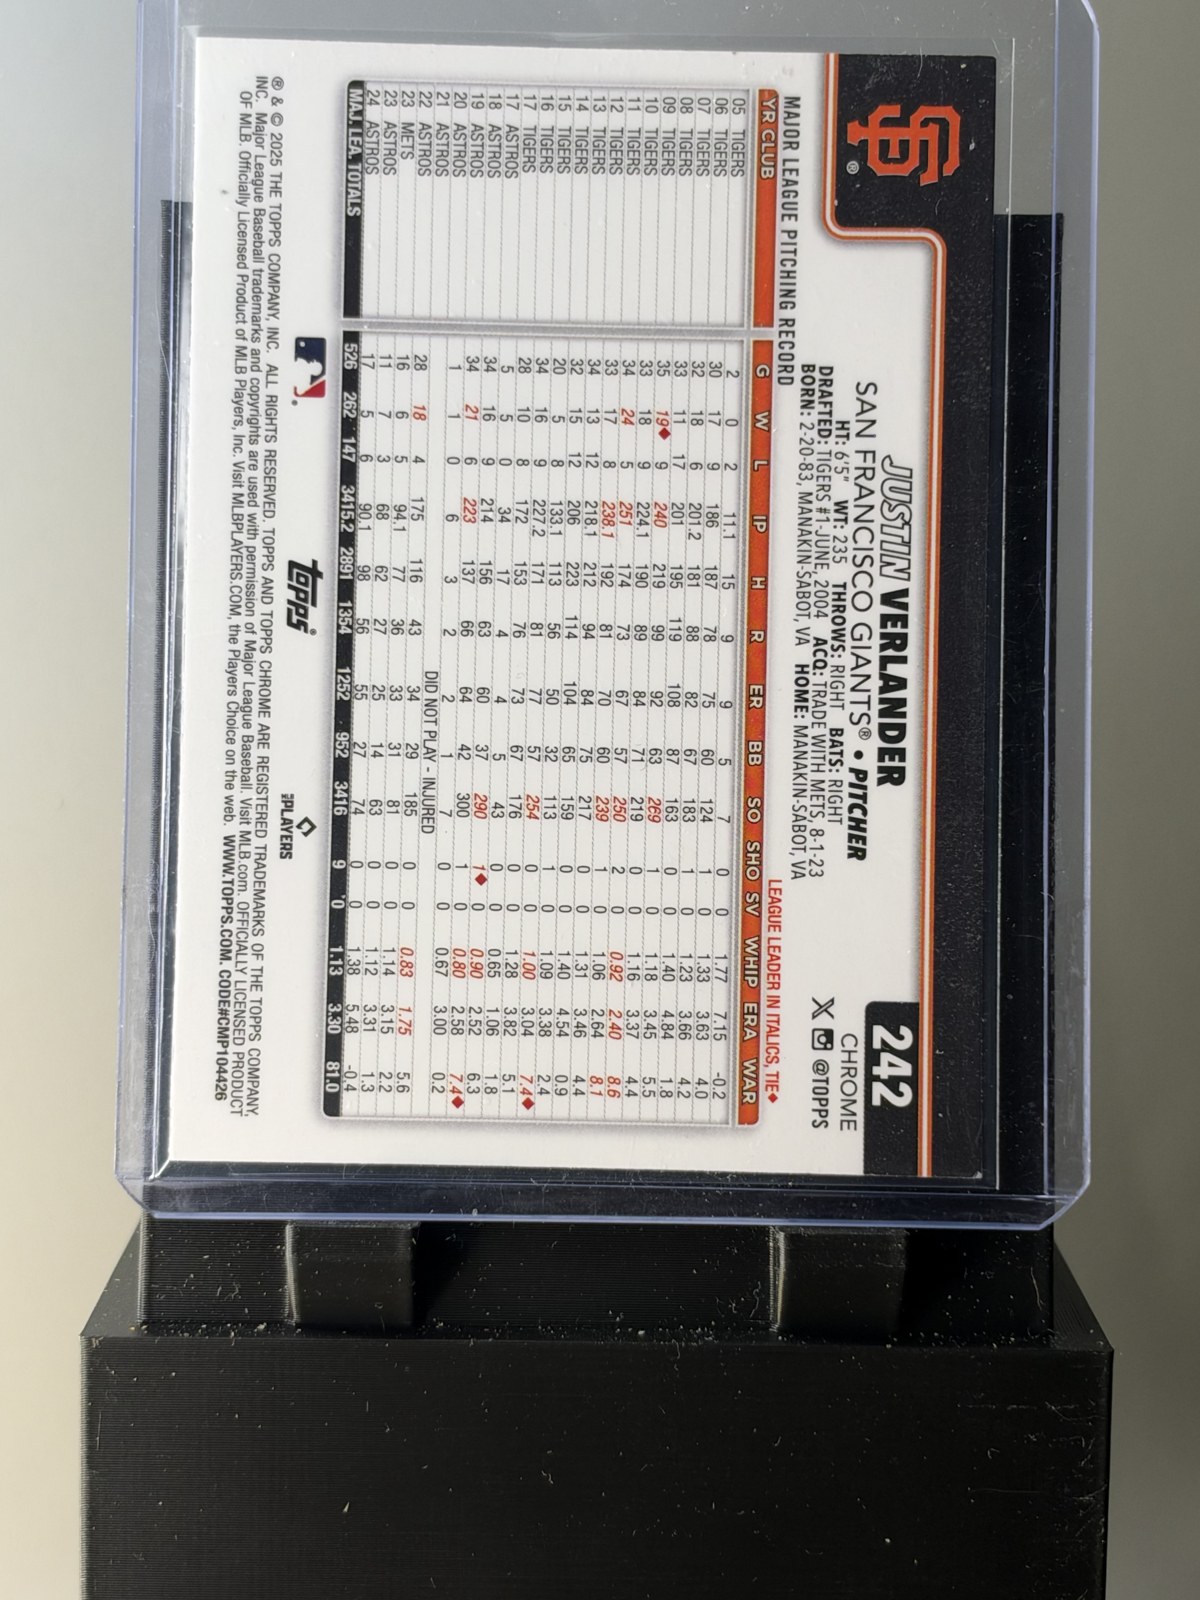 SF®
242
JUSTIN VERLANDER
CHROME
SAN FRANCISCO GIANTS® • PITCHER
X @TOPPS
HT: 6'5" WT: 235 THROWS: RIGHT BATS: RIGHT
DRAFTED: TIGERS #1-JUNE, 2004 ACQ: TRADE WITH METS, 8-1-23
BORN: 2-20-83, MANAKIN-SABOT, VA HOME: MANAKIN-SABOT, VA
MAJOR LEAGUE PITCHING RECORD LEAGUE LEADER IN ITALICS, TIE♦
YR CLUB G W L IP H R ER BB SO SHO SV WHIP ERA WAR
05 TIGERS 2 0 2 11.1 15 9 9 5 7 0 0 1.77 7.15 -0.2
06 TIGERS 30 17 9 186 187 78 75 60 124 1 0 1.33 3.63 4.0
07 TIGERS 32 18 6 201.2 181 88 82 67 183 1 0 1.23 3.66 4.2
08 TIGERS 33 11 17 201 195 119 108 87 163 0 0 1.40 4.84 1.8
09 TIGERS 35 19♦ 9 240 219 99 92 63 269 1 0 1.18 3.45 5.5
10 TIGERS 33 18 9 224.1 190 89 84 71 219 0 0 1.16 3.37 4.4
11 TIGERS 34 24 5 251 174 73 67 57 250 2 0 0.92 2.40 8.6
12 TIGERS 33 17 8 238.1 192 81 70 60 239 1 0 1.06 2.64 8.1
13 TIGERS 34 13 12 218.1 212 94 84 75 217 0 0 1.31 3.46 4.4
14 TIGERS 32 15 12 206 223 114 104 65 159 0 0 1.40 4.54 0.9
15 TIGERS 20 5 8 133.1 113 56 50 32 113 1 0 1.09 3.38 2.4
16 TIGERS 34 16 9 227.2 171 81 77 57 254 0 0 1.00 3.04 7.4♦
17 TIGERS 28 10 8 172 153 76 73 67 176 0 0 1.28 3.82 5.1
17 ASTROS 5 5 0 34 17 4 4 5 43 0 0 0.65 1.06 1.8
18 ASTROS 34 16 9 214 156 63 60 37 290 1♦ 0 0.90 2.52 6.3
19 ASTROS 34 21 6 223 137 66 64 42 300 1 0 0.80 2.58 7.4♦
20 ASTROS 1 1 0 6 3 2 2 1 7 0 0 0.67 3.00 0.2
21 ASTROS DID NOT PLAY - INJURED
22 ASTROS 28 18 4 175 116 43 34 29 185 0 0 0.83 1.75 5.6
23 METS 16 6 5 94.1 77 36 33 31 81 0 0 1.14 3.15 2.2
23 ASTROS 11 7 3 68 62 27 25 14 63 0 0 1.12 3.31 1.3
24 ASTROS 17 5 6 90.1 98 56 55 27 74 0 0 1.38 5.48 -0.4
MAJ. LEA. TOTALS 526 262 147 3415.2 2891 1354 1252 952 3416 9 0 1.13 3.30 81.0
topps® MLB PLAYERS
® & © 2025 THE TOPPS COMPANY, INC. ALL RIGHTS RESERVED. TOPPS AND TOPPS CHROME ARE REGISTERED TRADEMARKS OF THE TOPPS COMPANY,
INC. Major League Baseball trademarks and copyrights are used with permission of Major League Baseball. Visit MLB.com. OFFICIALLY LICENSED PRODUCT
OF MLB. Officially Licensed Product of MLB Players, Inc. Visit MLBPLAYERS.COM, the Players Choice on the web. WWW.TOPPS.COM. CODE#CMP104426